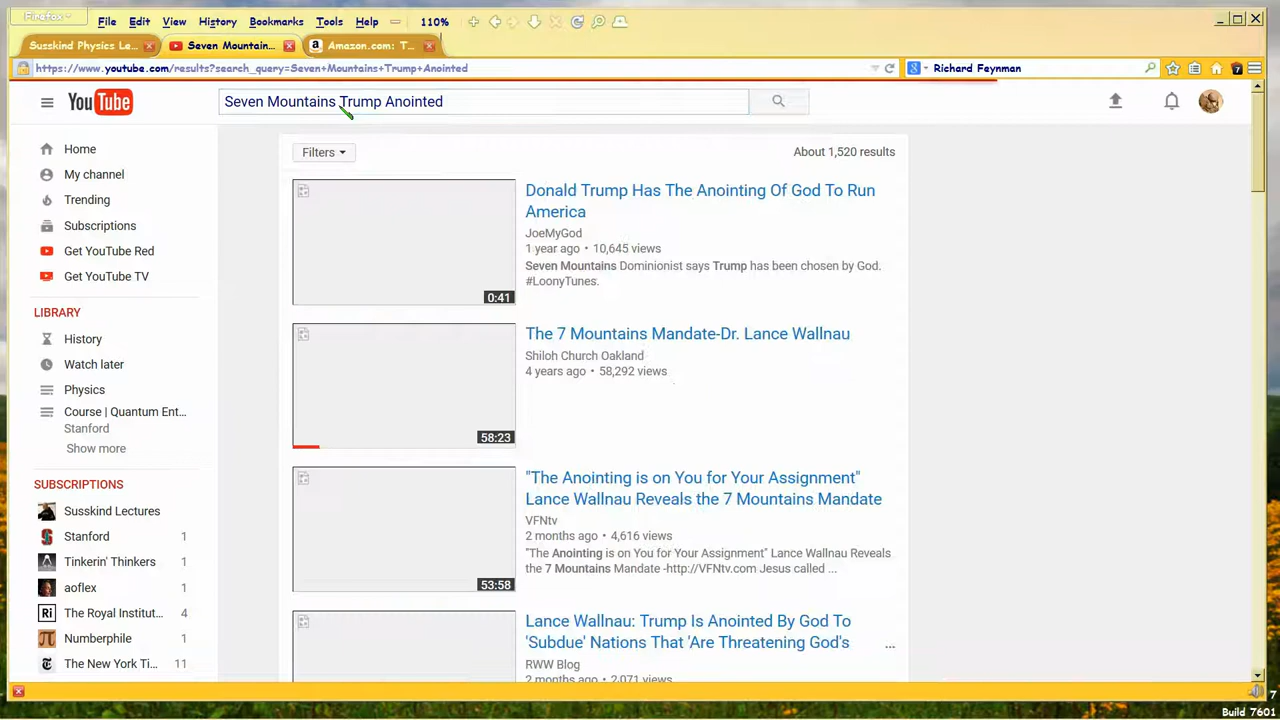 Firefox
File Edit View History Bookmarks Tools Help 110%
Susskind Physics Le...
Seven Mountain...
Amazon.com: T...
https://www.youtube.com/results?search_query=Seven+Mountains+Trump+Anointed
Richard Feynman
7
YouTube
Seven Mountains Trump Anointed
Home
My channel
Trending
Subscriptions
Get YouTube Red
Get YouTube TV
LIBRARY
History
Watch later
Physics
Course | Quantum Ent...
Stanford
Show more
SUBSCRIPTIONS
Susskind Lectures
Stanford 1
Tinkerin' Thinkers 1
aoflex 1
Ri The Royal Institut... 4
Numberphile 1
The New York Ti... 11
Filters
About 1,520 results
0:41
Donald Trump Has The Anointing Of God To Run
America
JoeMyGod
1 year ago • 10,645 views
Seven Mountains Dominionist says Trump has been chosen by God.
#LoonyTunes.
58:23
The 7 Mountains Mandate-Dr. Lance Wallnau
Shiloh Church Oakland
4 years ago • 58,292 views
53:58
"The Anointing is on You for Your Assignment"
Lance Wallnau Reveals the 7 Mountains Mandate
VFNtv
2 months ago • 4,616 views
"The Anointing is on You for Your Assignment" Lance Wallnau Reveals
the 7 Mountains Mandate -http://VFNtv.com Jesus called ...
Lance Wallnau: Trump Is Anointed By God To
'Subdue' Nations That 'Are Threatening God's ...
RWW Blog
2 months ago • 2,071 views
7
Build 7601